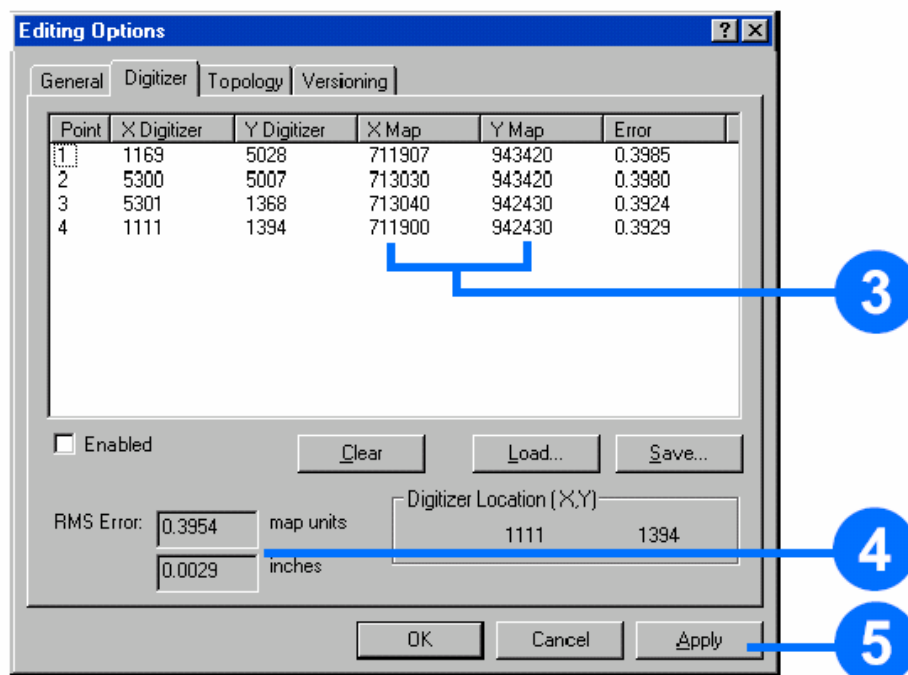 Editing Options
General Digitizer Topology Versioning
Point X Digitizer Y Digitizer X Map Y Map Error
1 1169 5028 711907 943420 0.3985
2 5300 5007 713030 943420 0.3980
3 5301 1368 713040 942430 0.3924
4 1111 1394 711900 942430 0.3929
3
Enabled
Clear Load... Save...
Digitizer Location (X,Y)
RMS Error: 0.3954 map units
1111 1394
4
0.0029 inches
OK Cancel Apply
5